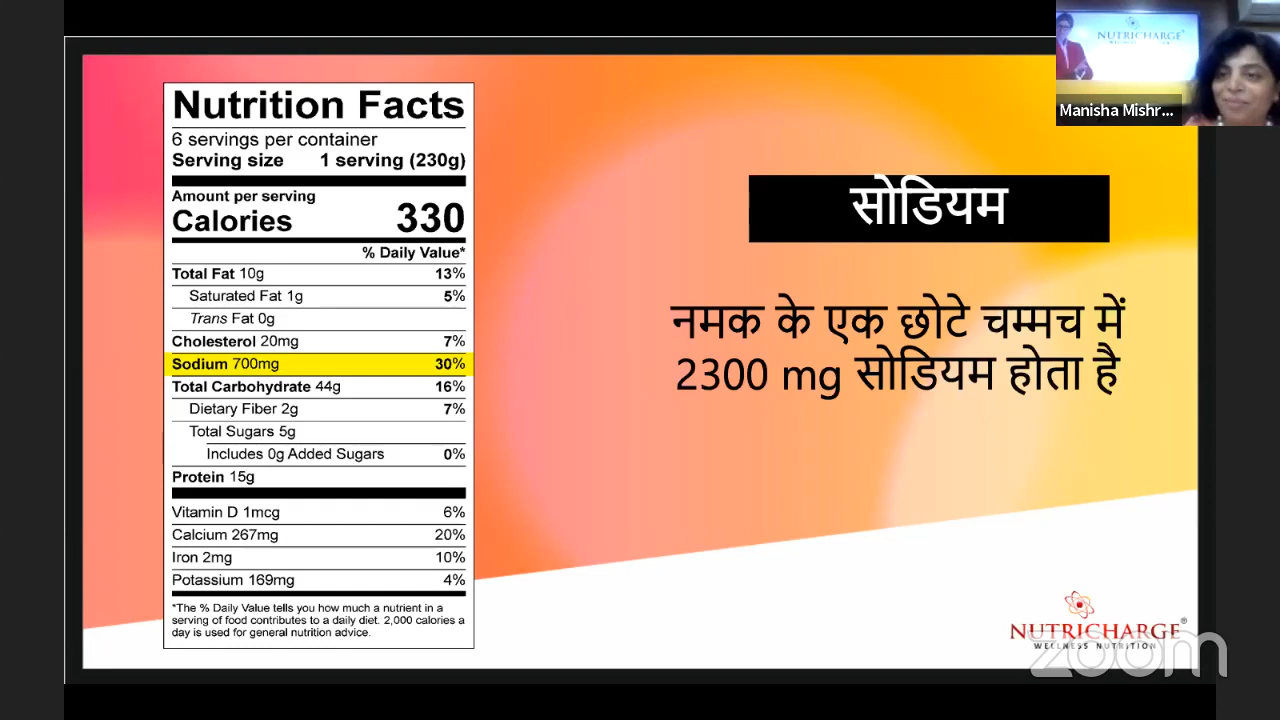 NUTRICHARGE
Manisha Mishr...
Nutrition Facts
6 servings per container
Serving size 1 serving (230g)
Amount per serving
Calories 330
% Daily Value*
Total Fat 10g 13%
Saturated Fat 1g 5%
Trans Fat 0g
Cholesterol 20mg 7%
Sodium 700mg 30%
Total Carbohydrate 44g 16%
Dietary Fiber 2g 7%
Total Sugars 5g
Includes 0g Added Sugars 0%
Protein 15g
Vitamin D 1mcg 6%
Calcium 267mg 20%
Iron 2mg 10%
Potassium 169mg 4%
*The % Daily Value tells you how much a nutrient in a
serving of food contributes to a daily diet. 2,000 calories a
day is used for general nutrition advice.
सोडियम
नमक के एक छोटे चम्मच में
2300 mg सोडियम होता है
NUTRICHARGE®
WELLNESS NUTRITION
zoom